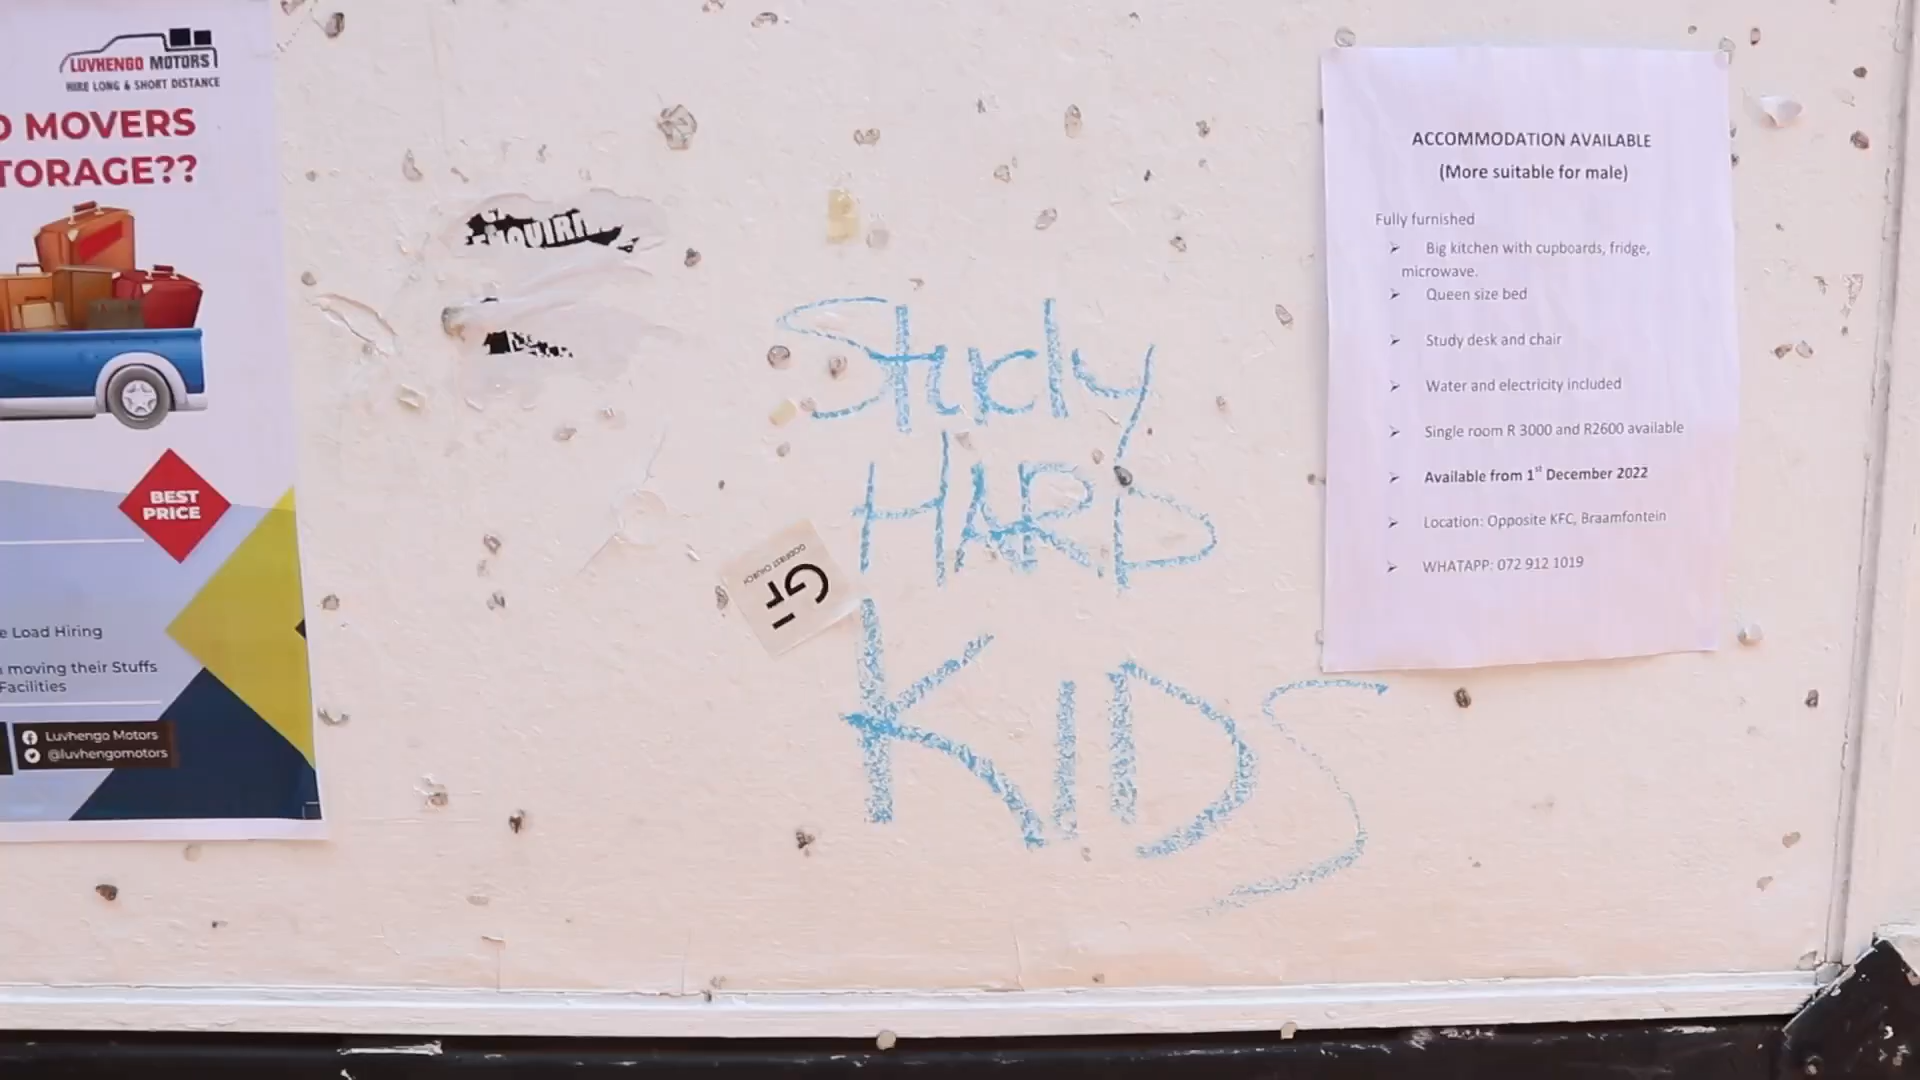 LUVHENGO MOTORS
HIRE LONG & SHORT DISTANCE
MOVERS
TORAGE??
BEST
PRICE
e Load Hiring
moving their Stuffs
Facilities
Luvhengo Motors
@luvhengomotors
Study
HARD
KIDS
GF
GODFIRST CHURCH
ACCOMMODATION AVAILABLE
(More suitable for male)
Fully furnished
➢ Big kitchen with cupboards, fridge,
microwave.
➢ Queen size bed
➢ Study desk and chair
➢ Water and electricity included
➢ Single room R 3000 and R2600 available
➢ Available from 1st December 2022
➢ Location: Opposite KFC, Braamfontein
➢ WHATAPP: 072 912 1019